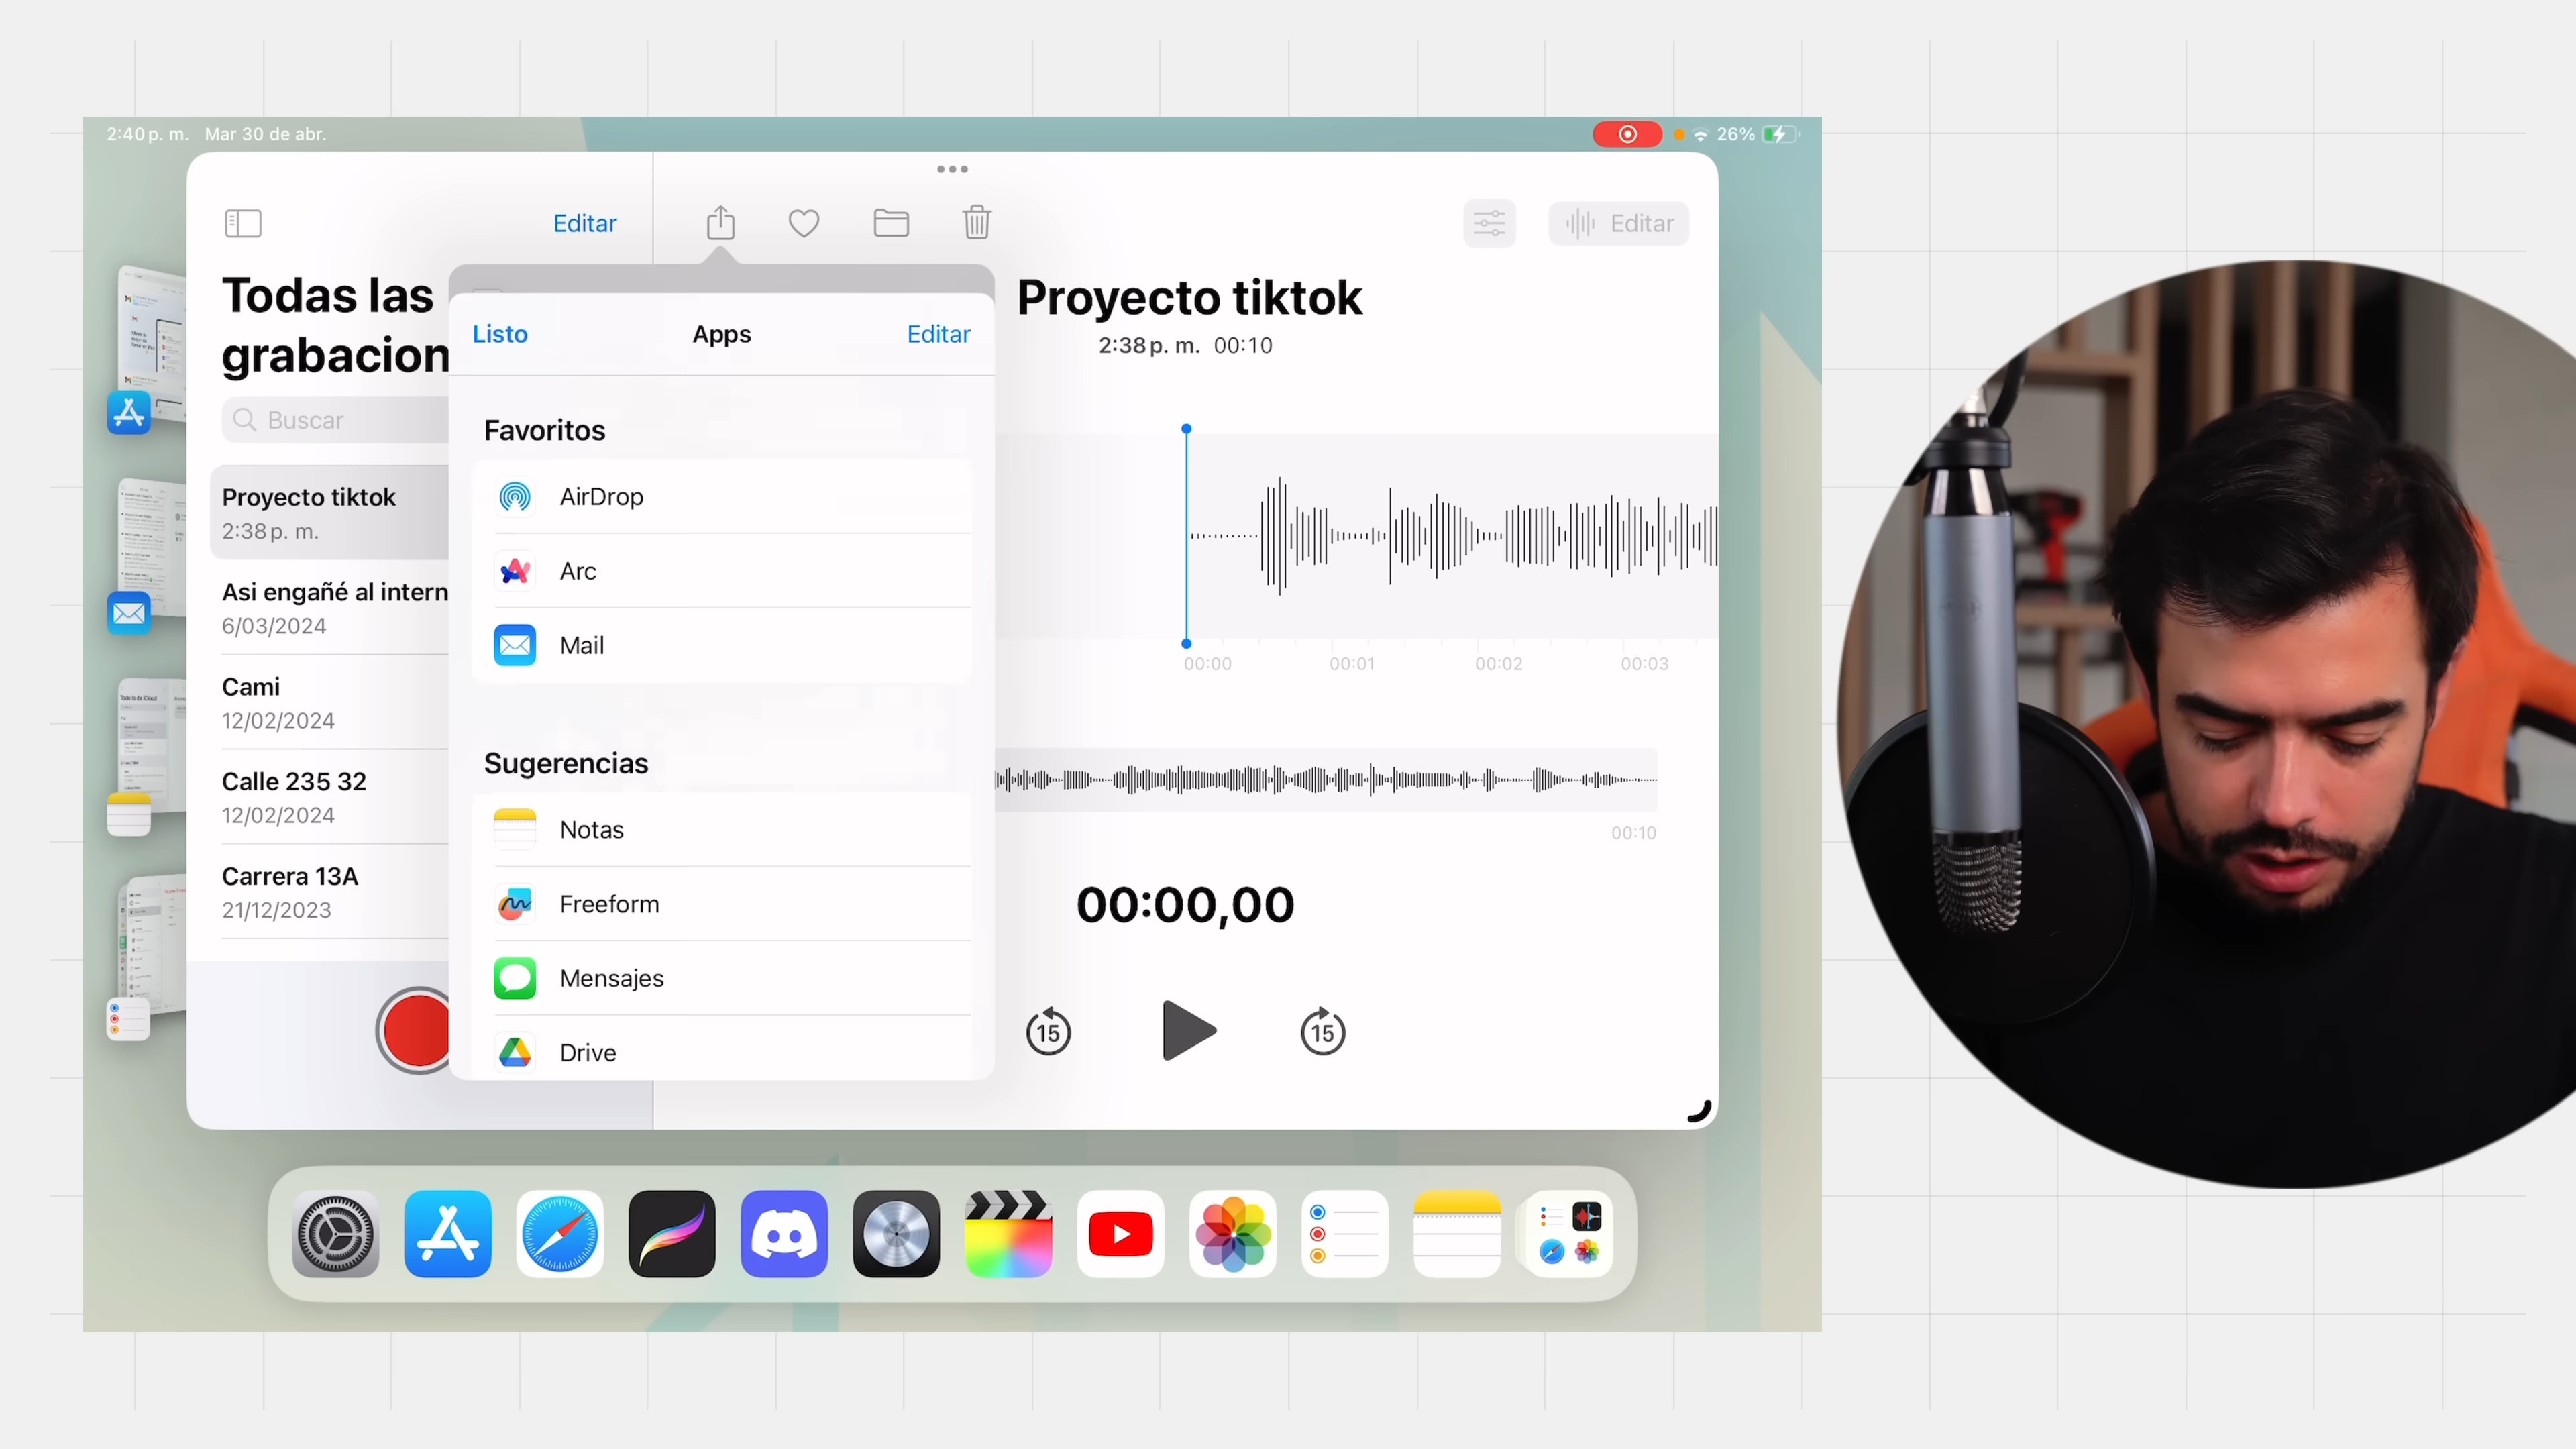 2:40 p. m. Mar 30 de abr.
26%
Editar
Editar
Todas las
grabacion
Buscar
Proyecto tiktok
2:38 p. m.
Asi engañé al intern
6/03/2024
Cami
12/02/2024
Calle 235 32
12/02/2024
Carrera 13A
21/12/2023
Listo
Apps
Editar
Favoritos
AirDrop
Arc
Mail
Sugerencias
Notas
Freeform
Mensajes
Drive
Proyecto tiktok
2:38 p. m. 00:10
00:00
00:01
00:02
00:03
00:10
00:00,00
15
15